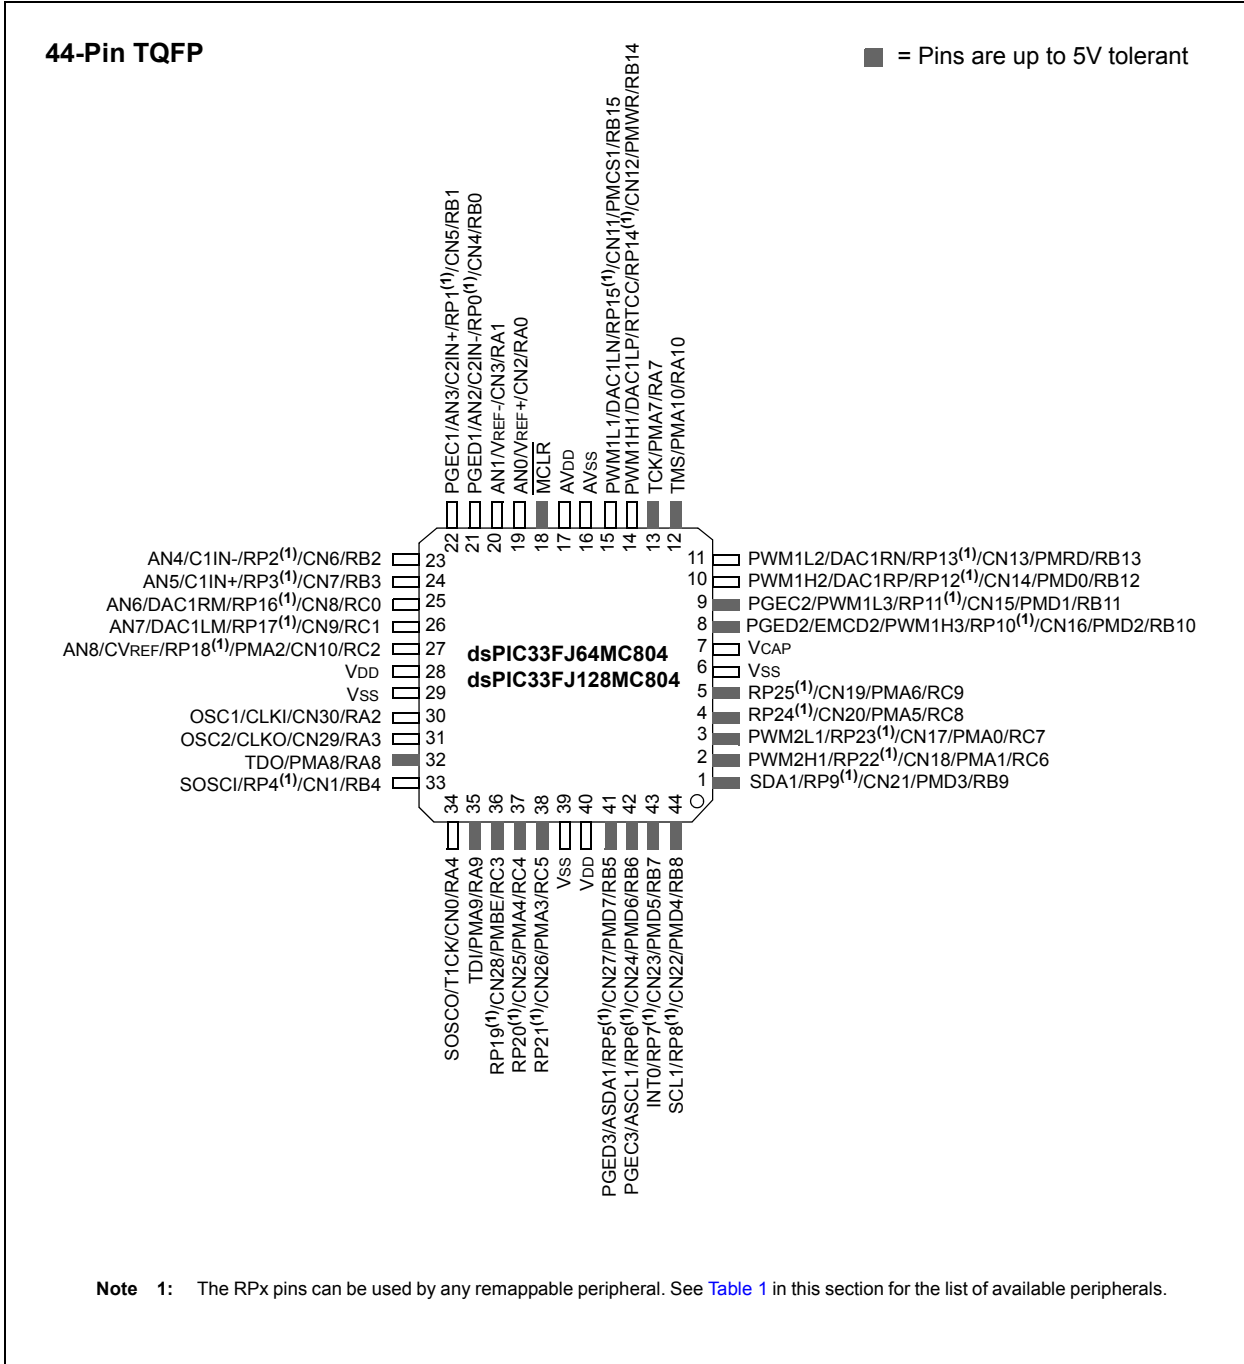 44-Pin TQFP
= Pins are up to 5V tolerant
PGEC1/AN3/C2IN+/RP1(1)/CN5/RB1
PGED1/AN2/C2IN-/RP0(1)/CN4/RB0
AN1/VREF-/CN3/RA1
AN0/VREF+/CN2/RA0
MCLR
AVDD
AVSS
PWM1L1/DAC1LN/RP15(1)/CN11/PMCS1/RB15
PWM1H1/DAC1LP/RTCC/RP14(1)/CN12/PMWR/RB14
TCK/PMA7/RA7
TMS/PMA10/RA10
22 21 20 19 18 17 16 15 14 13 12
AN4/C1IN-/RP2(1)/CN6/RB2 23
AN5/C1IN+/RP3(1)/CN7/RB3 24
AN6/DAC1RM/RP16(1)/CN8/RC0 25
AN7/DAC1LM/RP17(1)/CN9/RC1 26
AN8/CVREF/RP18(1)/PMA2/CN10/RC2 27
VDD 28
VSS 29
OSC1/CLKI/CN30/RA2 30
OSC2/CLKO/CN29/RA3 31
TDO/PMA8/RA8 32
SOSCI/RP4(1)/CN1/RB4 33
dsPIC33FJ64MC804
dsPIC33FJ128MC804
11 PWM1L2/DAC1RN/RP13(1)/CN13/PMRD/RB13
10 PWM1H2/DAC1RP/RP12(1)/CN14/PMD0/RB12
9 PGEC2/PWM1L3/RP11(1)/CN15/PMD1/RB11
8 PGED2/EMCD2/PWM1H3/RP10(1)/CN16/PMD2/RB10
7 VCAP
6 VSS
5 RP25(1)/CN19/PMA6/RC9
4 RP24(1)/CN20/PMA5/RC8
3 PWM2L1/RP23(1)/CN17/PMA0/RC7
2 PWM2H1/RP22(1)/CN18/PMA1/RC6
1 SDA1/RP9(1)/CN21/PMD3/RB9
34 35 36 37 38 39 40 41 42 43 44
SOSCO/T1CK/CN0/RA4
TDI/PMA9/RA9
RP19(1)/CN28/PMBE/RC3
RP20(1)/CN25/PMA4/RC4
RP21(1)/CN26/PMA3/RC5
VSS
VDD
PGED3/ASDA1/RP5(1)/CN27/PMD7/RB5
PGEC3/ASCL1/RP6(1)/CN24/PMD6/RB6
INT0/RP7(1)/CN23/PMD5/RB7
SCL1/RP8(1)/CN22/PMD4/RB8
Note 1: The RPx pins can be used by any remappable peripheral. See Table 1 in this section for the list of available peripherals.